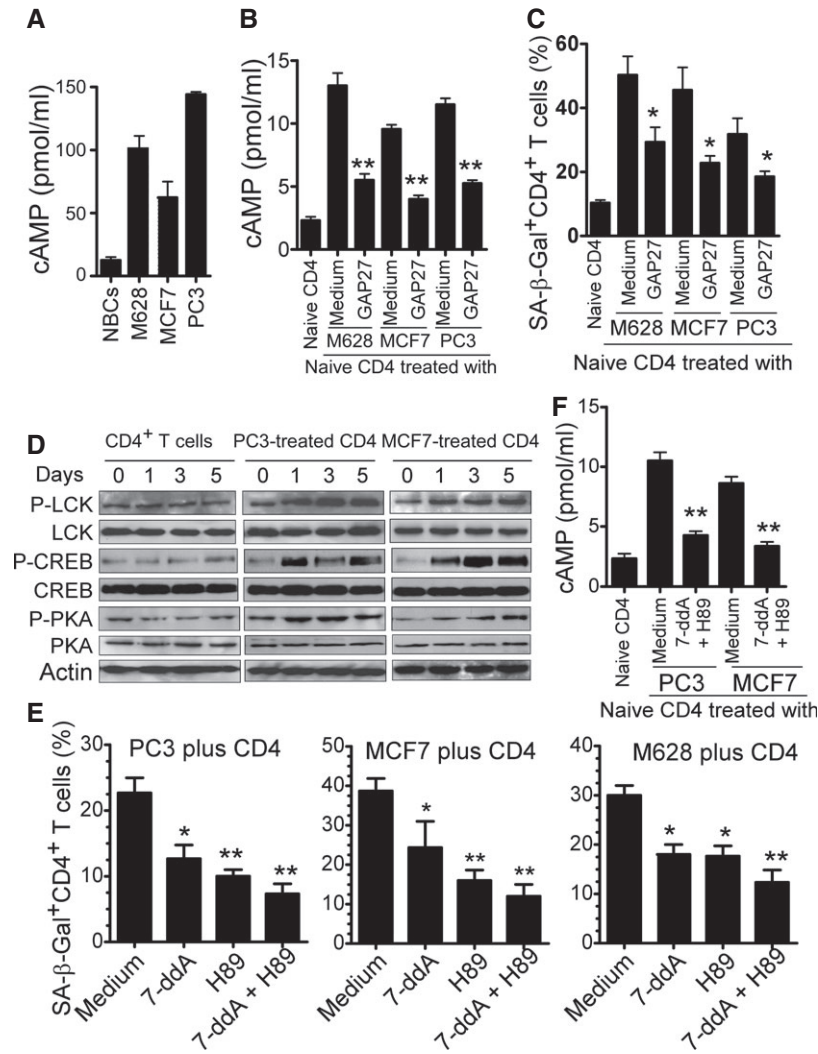 A
cAMP (pmol/ml)
150
100
50
0
NBCs
M628
MCF7
PC3
B
cAMP (pmol/ml)
15
10
5
0
**
**
**
Naive CD4
Medium
GAP27
Medium
GAP27
Medium
GAP27
M628
MCF7
PC3
Naive CD4 treated with
C
SA-β-Gal⁺CD4⁺ T cells (%)
60
40
20
0
*
*
*
Naive CD4
Medium
GAP27
Medium
GAP27
Medium
GAP27
M628
MCF7
PC3
Naive CD4 treated with
D
CD4⁺ T cells
PC3-treated CD4
MCF7-treated CD4
Days
0 1 3 5
0 1 3 5
0 1 3 5
P-LCK
LCK
P-CREB
CREB
P-PKA
PKA
Actin
F
cAMP (pmol/ml)
15
10
5
0
**
**
Naive CD4
Medium
7-ddA
+ H89
Medium
7-ddA
+ H89
PC3
MCF7
Naive CD4 treated with
E
SA-β-Gal⁺CD4⁺ T cells (%)
PC3 plus CD4
30
20
10
0
*
**
**
Medium
7-ddA
H89
7-ddA + H89
MCF7 plus CD4
50
40
30
20
10
0
*
**
**
Medium
7-ddA
H89
7-ddA + H89
M628 plus CD4
30
20
10
0
*
*
**
Medium
7-ddA
H89
7-ddA + H89